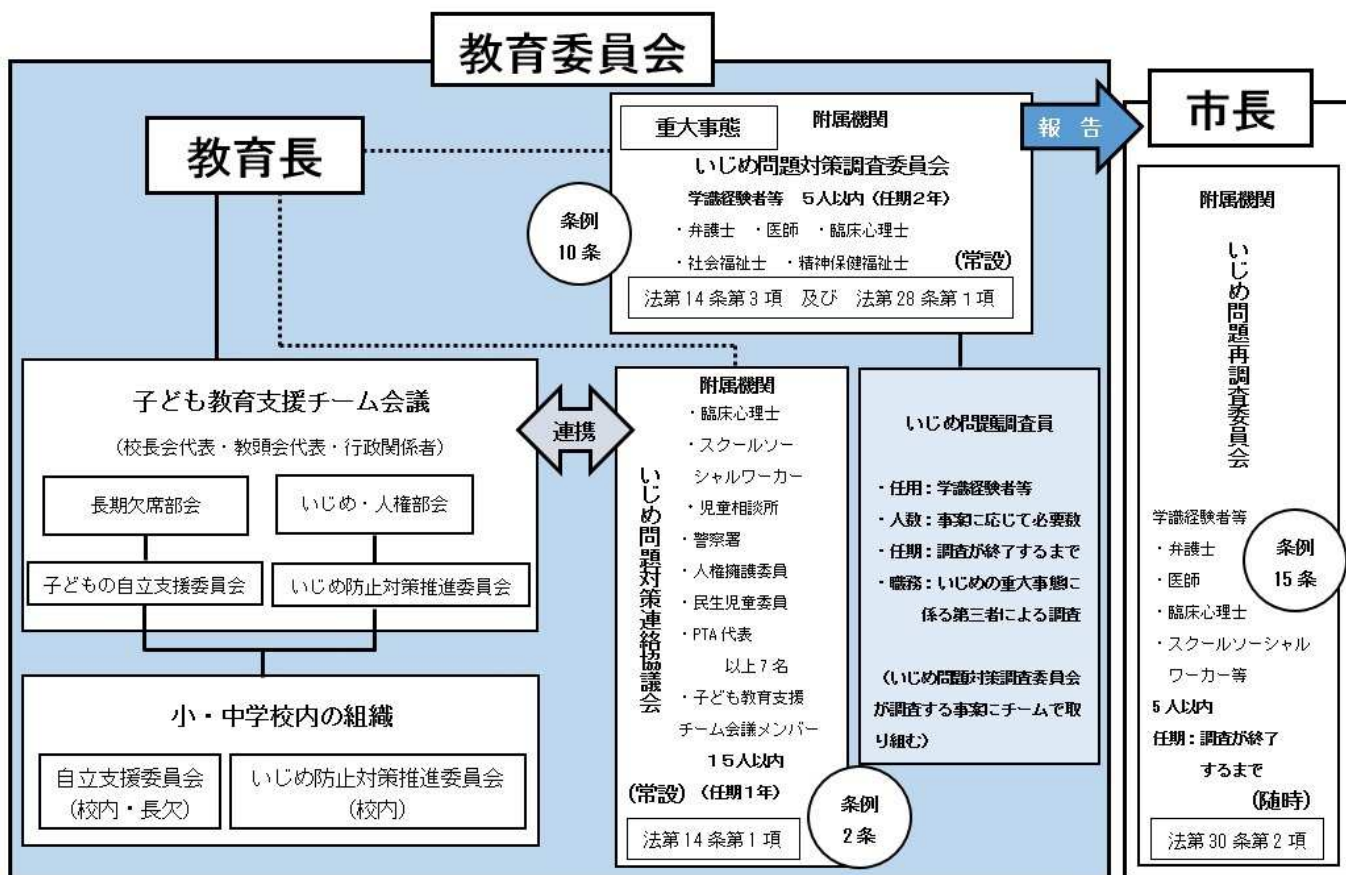 教育委員会
教育長
重大事態
附属機関
いじめ問題対策調査委員会
学識経験者等　5人以内（任期2年）
・弁護士　・医師　・臨床心理士
・社会福祉士　・精神保健福祉士
（常設）
法第14条第3項　及び　法第28条第1項
条例
10条
報　告
市長
附属機関
いじめ問題再調査委員会
学識経験者等
・弁護士
・医師
・臨床心理士
・スクールソーシャル
ワーカー等
5人以内
任期：調査が終了
するまで
（随時）
法第30条第2項
条例
15条
子ども教育支援チーム会議
（校長会代表・教頭会代表・行政関係者）
長期欠席部会
いじめ・人権部会
子どもの自立支援委員会
いじめ防止対策推進委員会
連携
小・中学校内の組織
自立支援委員会
（校内・長欠）
いじめ防止対策推進委員会
（校内）
附属機関
いじめ問題対策連絡協議会
・臨床心理士
・スクールソー
シャルワーカー
・児童相談所
・警察署
・人権擁護委員
・民生児童委員
・PTA代表
以上7名
・子ども教育支援
チーム会議メンバー
15人以内
（常設）（任期1年）
法第14条第1項
条例
2条
いじめ問題調査員
・任用：学識経験者等
・人数：事案に応じて必要数
・任期：調査が終了するまで
・職務：いじめの重大事態に
係る第三者による調査
（いじめ問題対策調査委員会
が調査する事案にチームで取
り組む）